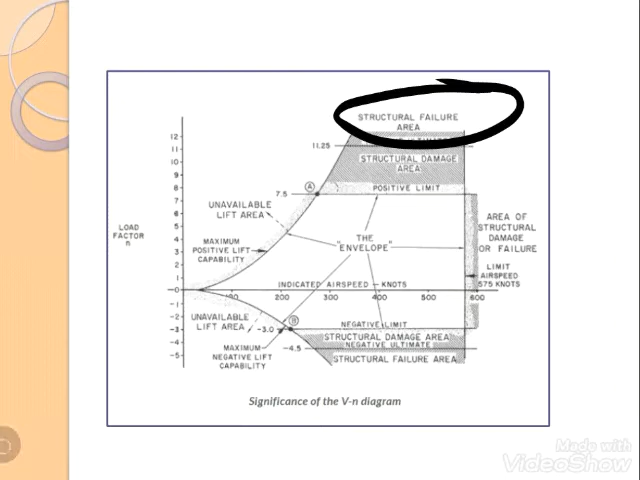 STRUCTURAL FAILURE
AREA
12
11
10
9
8
7
6
5
4
3
2
1
-0
-1
-2
-3
-4
-5
LOAD
FACTOR
n
11.25
ULTIMATE
STRUCTURAL DAMAGE
AREA
7.5
A
POSITIVE LIMIT
UNAVAILABLE
LIFT AREA
MAXIMUM
POSITIVE LIFT
CAPABILITY
THE
"ENVELOPE"
AREA OF
STRUCTURAL
DAMAGE
OR FAILURE
LIMIT
AIRSPEED
575 KNOTS
INDICATED AIRSPEED - KNOTS
100 200 300 400 500 600
UNAVAILABLE
LIFT AREA
-3.0
B
NEGATIVE LIMIT
STRUCTURAL DAMAGE AREA
MAXIMUM
NEGATIVE LIFT
CAPABILITY
-4.5
NEGATIVE ULTIMATE
STRUCTURAL FAILURE AREA
Significance of the V-n diagram
Made with
VideoShow